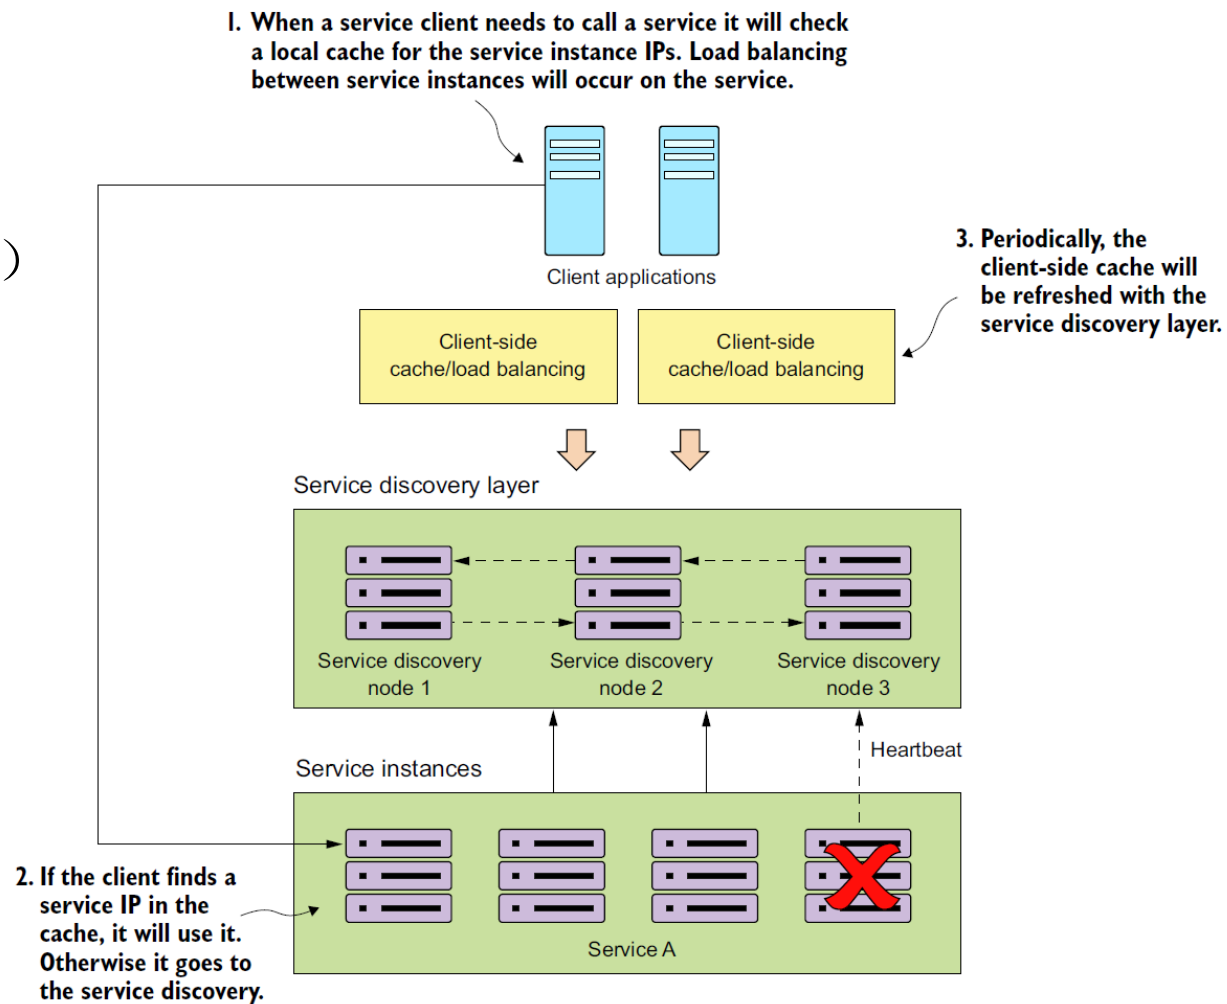 1. When a service client needs to call a service it will check
a local cache for the service instance IPs. Load balancing
between service instances will occur on the service.
)
Client applications
3. Periodically, the
client-side cache will
be refreshed with the
service discovery layer.
Client-side
cache/load balancing
Client-side
cache/load balancing
Service discovery layer
Service discovery
node 1
Service discovery
node 2
Service discovery
node 3
Heartbeat
Service instances
2. If the client finds a
service IP in the
cache, it will use it.
Otherwise it goes to
the service discovery.
Service A